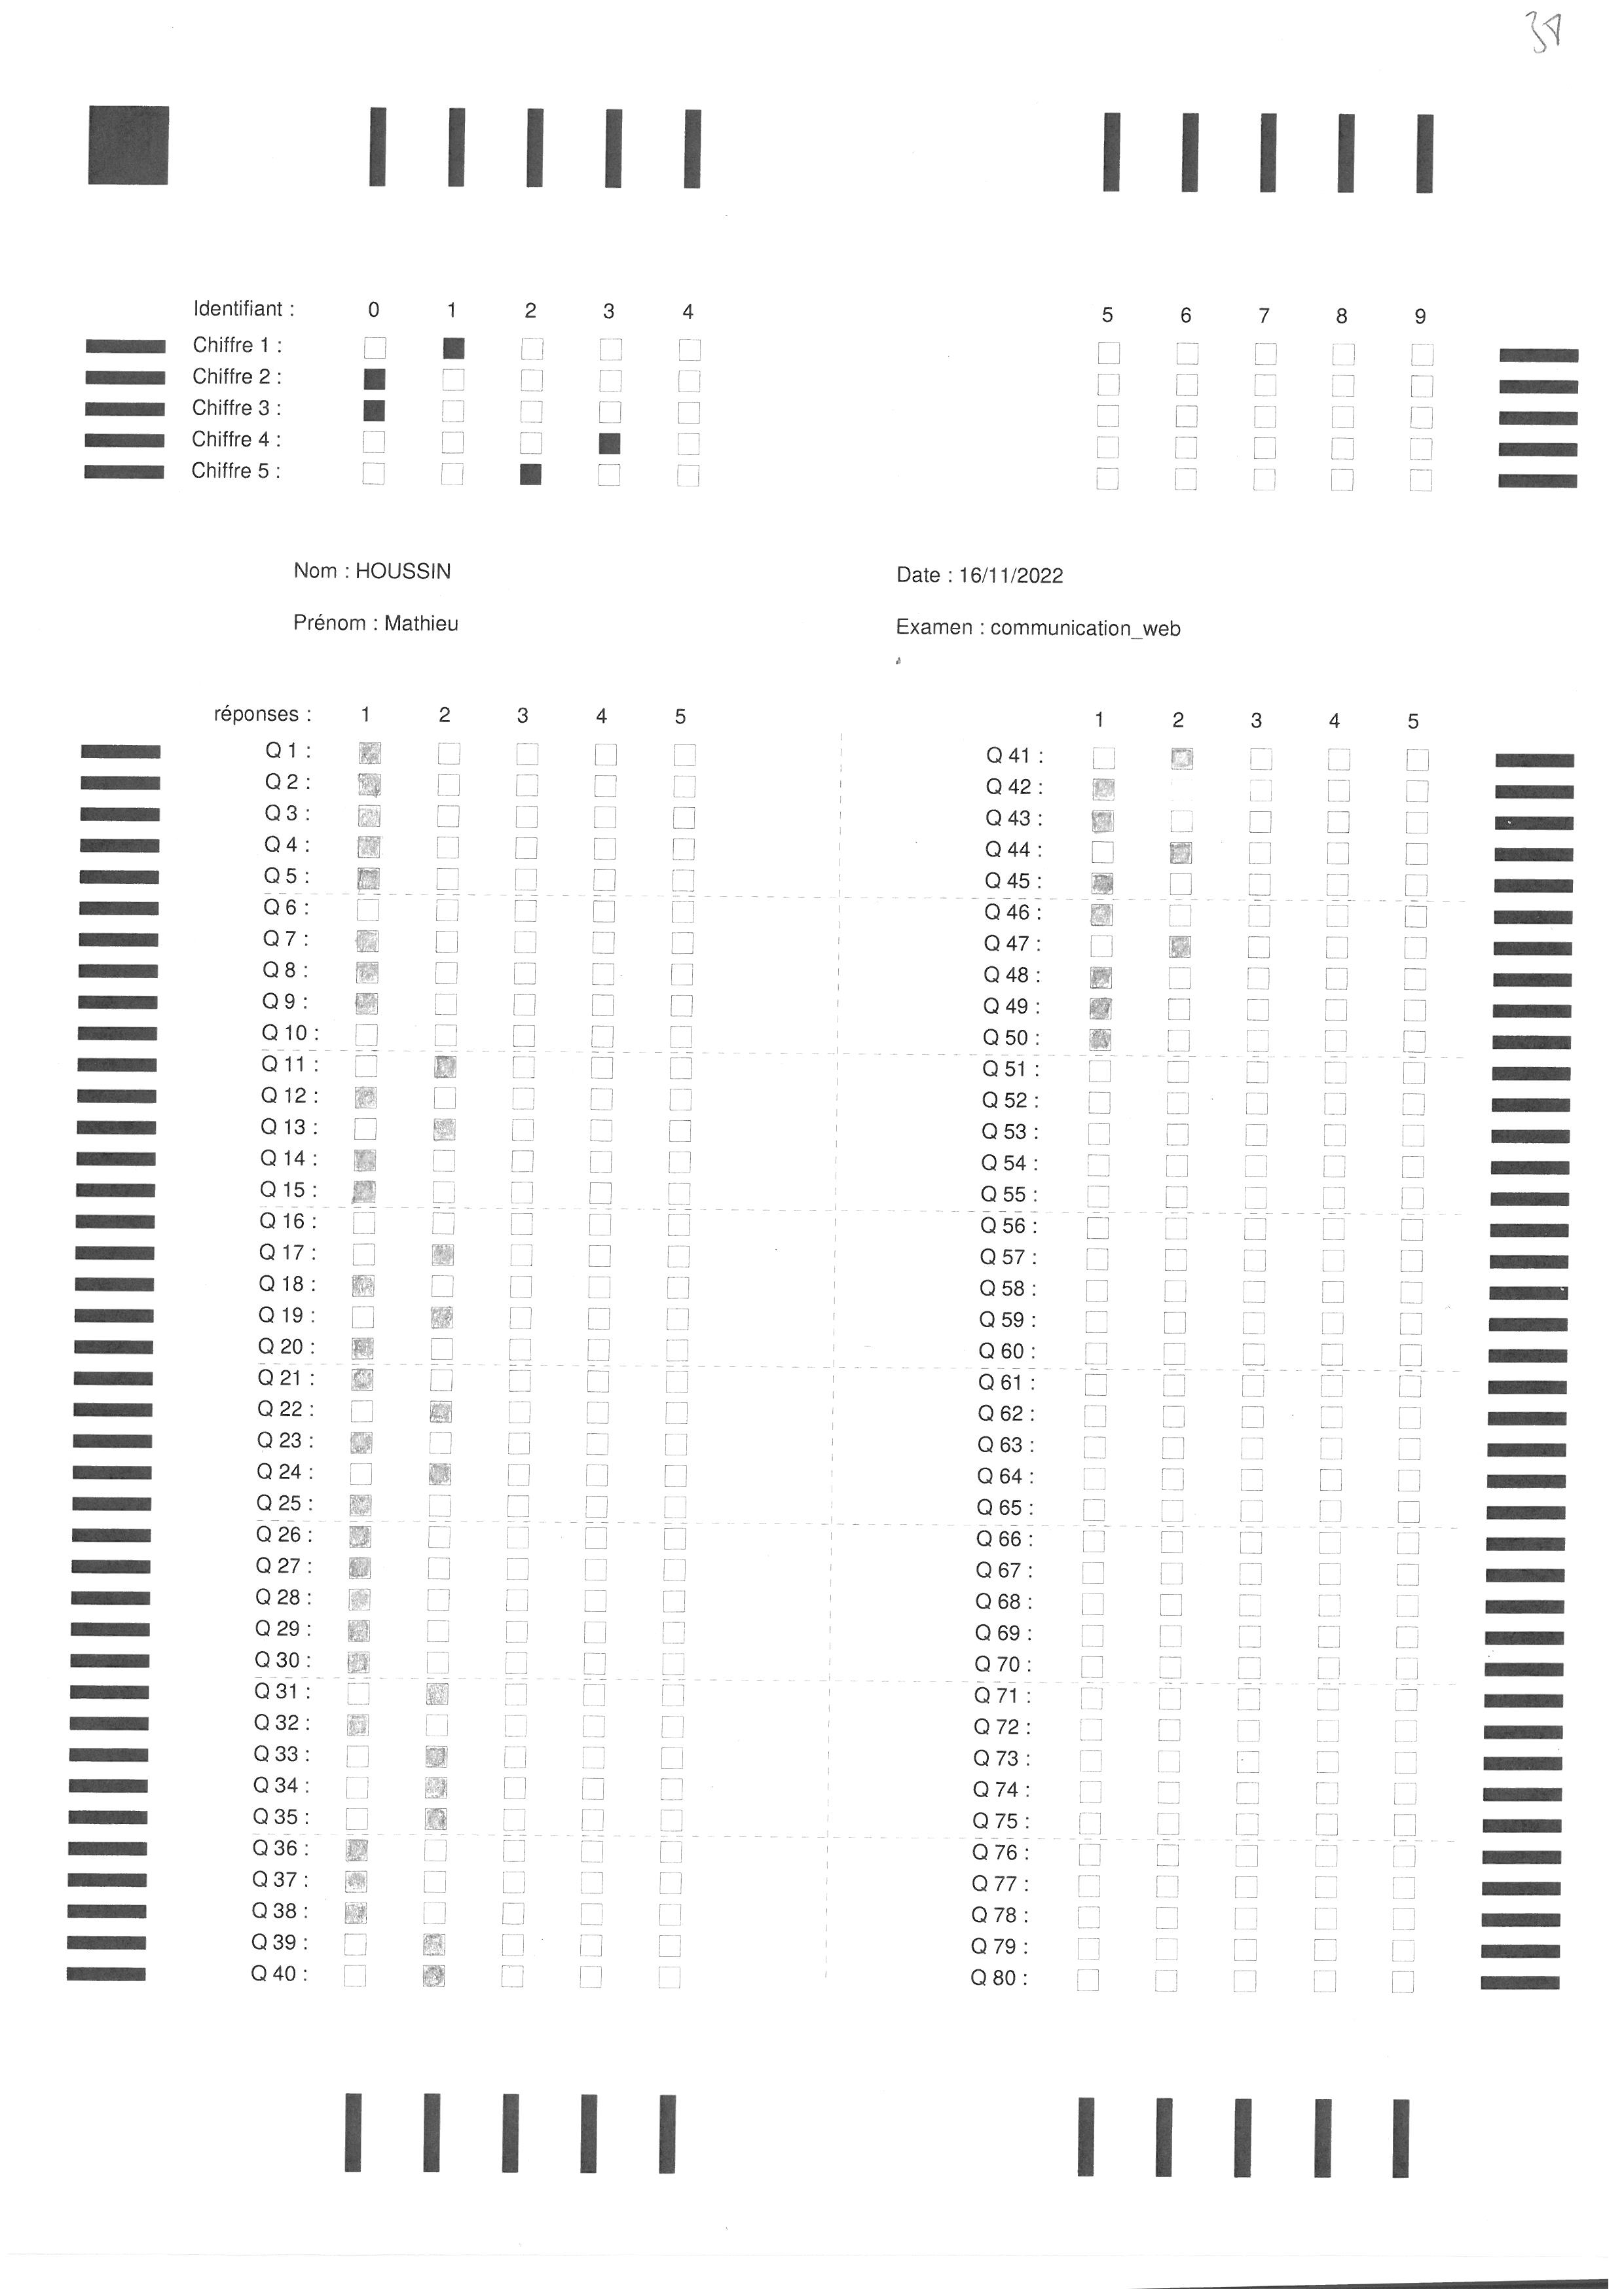 Identifiant : 0 1 2 3 4 5 6 7 8 9
Chiffre 1 :
Chiffre 2 :
Chiffre 3 :
Chiffre 4 :
Chiffre 5 :
Nom : HOUSSIN
Date : 16/11/2022
Prénom : Mathieu
Examen : communication_web
réponses : 1 2 3 4 5
Q 1 :
Q 2 :
Q 3 :
Q 4 :
Q 5 :
Q 6 :
Q 7 :
Q 8 :
Q 9 :
Q 10 :
Q 11 :
Q 12 :
Q 13 :
Q 14 :
Q 15 :
Q 16 :
Q 17 :
Q 18 :
Q 19 :
Q 20 :
Q 21 :
Q 22 :
Q 23 :
Q 24 :
Q 25 :
Q 26 :
Q 27 :
Q 28 :
Q 29 :
Q 30 :
Q 31 :
Q 32 :
Q 33 :
Q 34 :
Q 35 :
Q 36 :
Q 37 :
Q 38 :
Q 39 :
Q 40 :
1 2 3 4 5
Q 41 :
Q 42 :
Q 43 :
Q 44 :
Q 45 :
Q 46 :
Q 47 :
Q 48 :
Q 49 :
Q 50 :
Q 51 :
Q 52 :
Q 53 :
Q 54 :
Q 55 :
Q 56 :
Q 57 :
Q 58 :
Q 59 :
Q 60 :
Q 61 :
Q 62 :
Q 63 :
Q 64 :
Q 65 :
Q 66 :
Q 67 :
Q 68 :
Q 69 :
Q 70 :
Q 71 :
Q 72 :
Q 73 :
Q 74 :
Q 75 :
Q 76 :
Q 77 :
Q 78 :
Q 79 :
Q 80 :